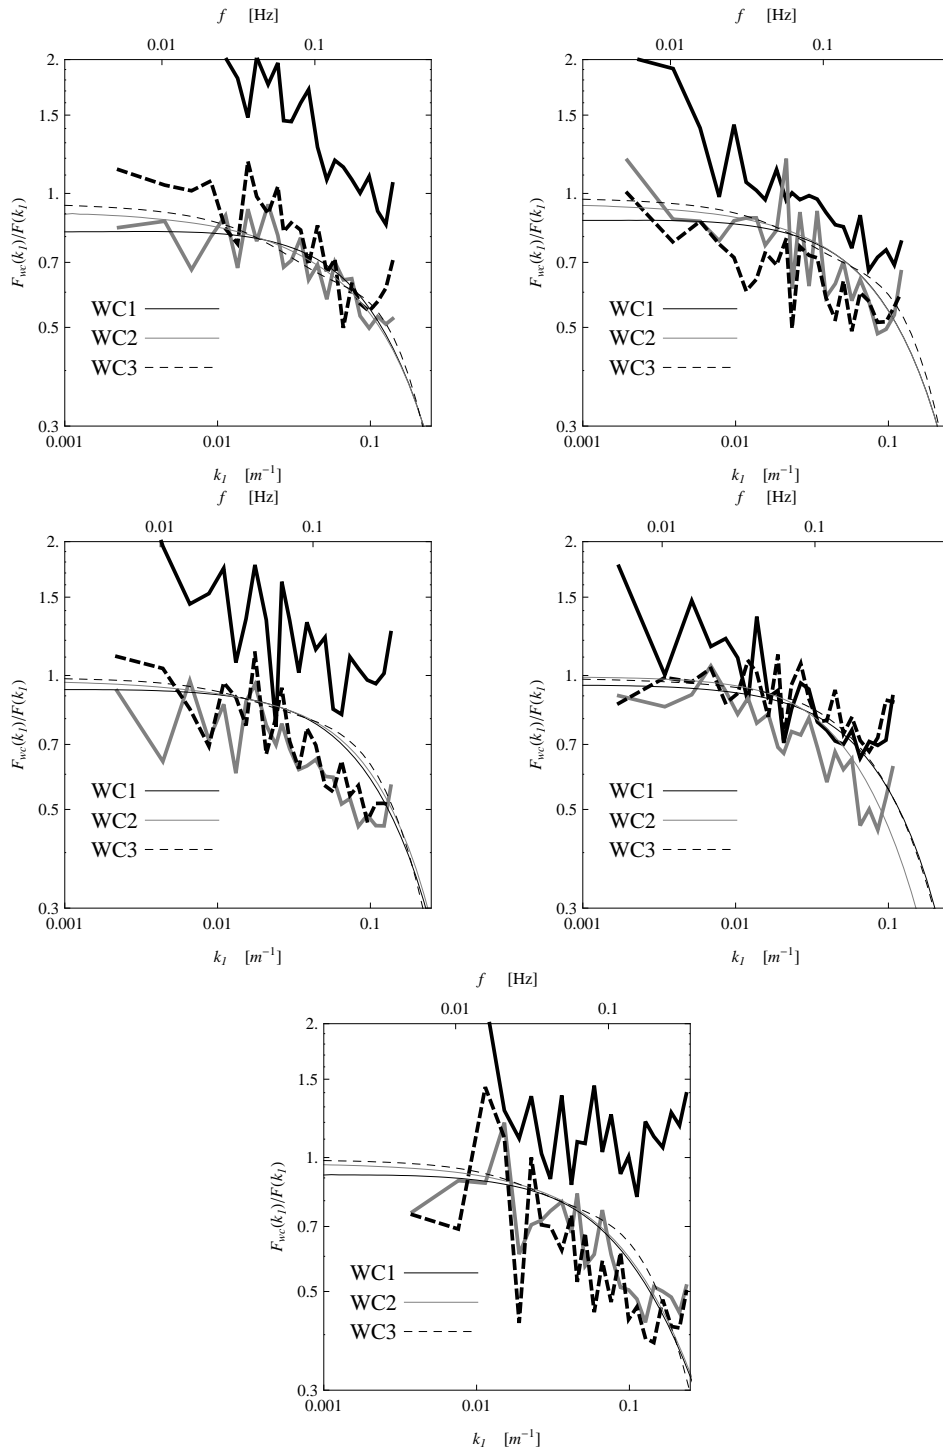 f [Hz]
0.01 0.1
2.
1.5
1.
0.7
0.5
0.3
F_wc(k_1)/F(k_1)
WC1
WC2
WC3
0.001 0.01 0.1
k_1 [m^-1]
f [Hz]
0.01 0.1
2.
1.5
1.
0.7
0.5
0.3
F_wc(k_1)/F(k_1)
WC1
WC2
WC3
0.001 0.01 0.1
k_1 [m^-1]
f [Hz]
0.01 0.1
2.
1.5
1.
0.7
0.5
0.3
F_wc(k_1)/F(k_1)
WC1
WC2
WC3
0.001 0.01 0.1
k_1 [m^-1]
f [Hz]
0.01 0.1
2.
1.5
1.
0.7
0.5
0.3
F_wc(k_1)/F(k_1)
WC1
WC2
WC3
0.001 0.01 0.1
k_1 [m^-1]
f [Hz]
0.01 0.1
2.
1.5
1.
0.7
0.5
0.3
F_wc(k_1)/F(k_1)
WC1
WC2
WC3
0.001 0.01 0.1
k_1 [m^-1]